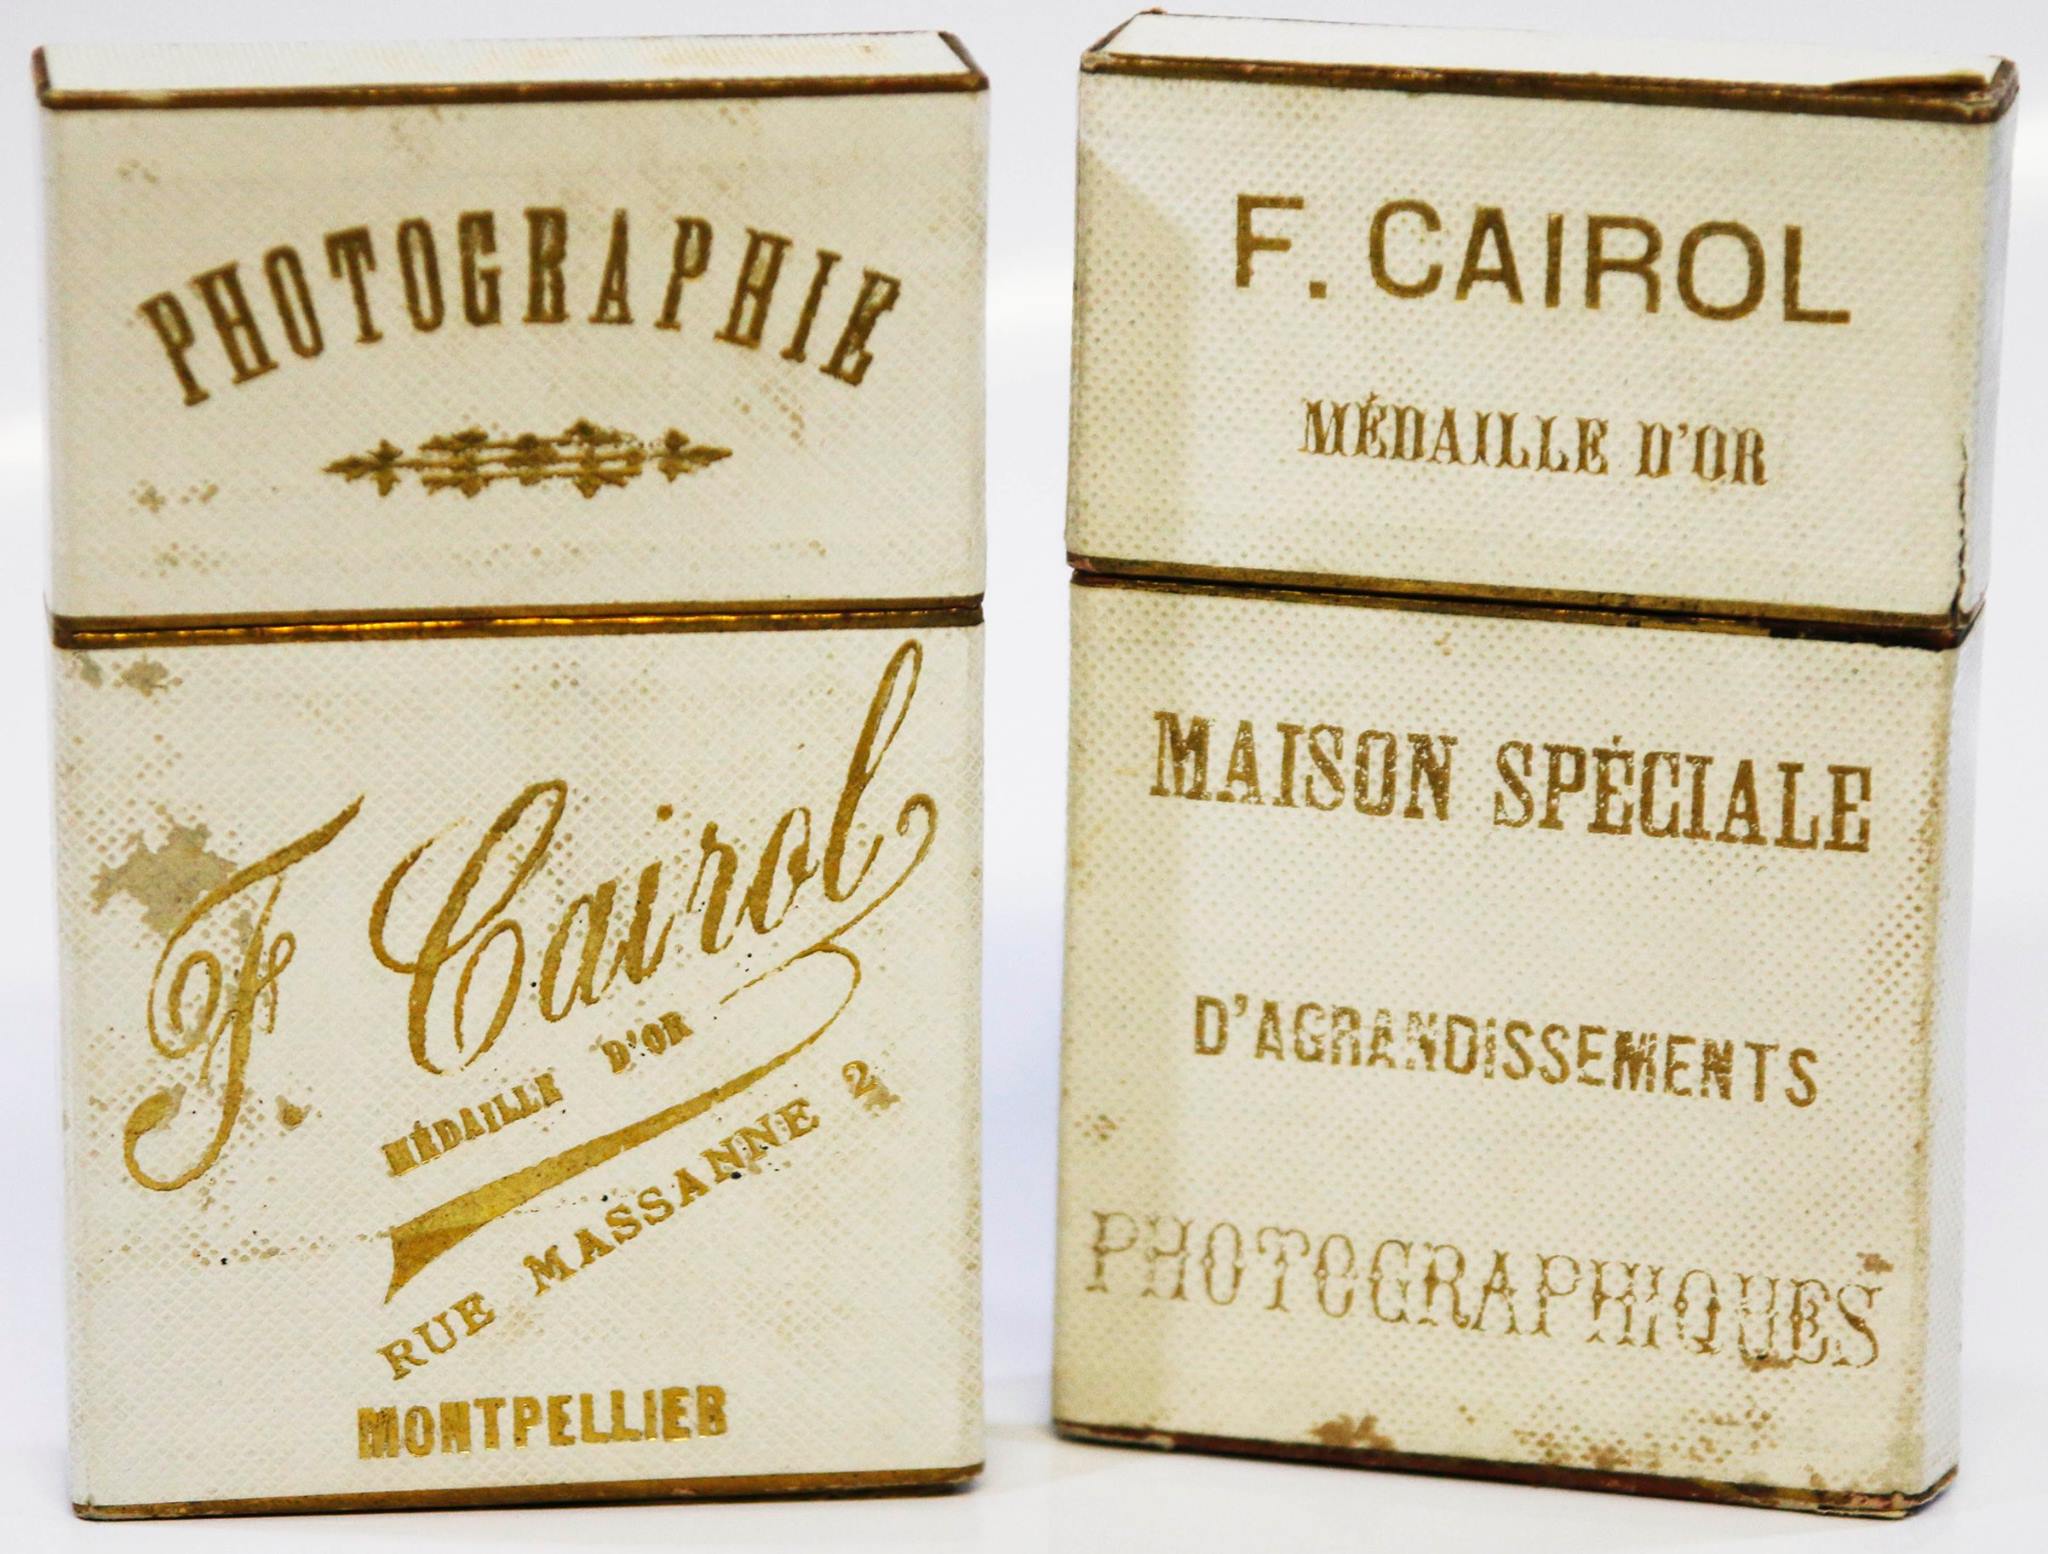 PHOTOGRAPHIE
F. Cairol
MÉDAILLE D'OR
RUE MASSANNE 2
MONTPELLIER
F. CAIROL
MÉDAILLE D'OR
MAISON SPÉCIALE
D'AGRANDISSEMENTS
PHOTOGRAPHIQUES